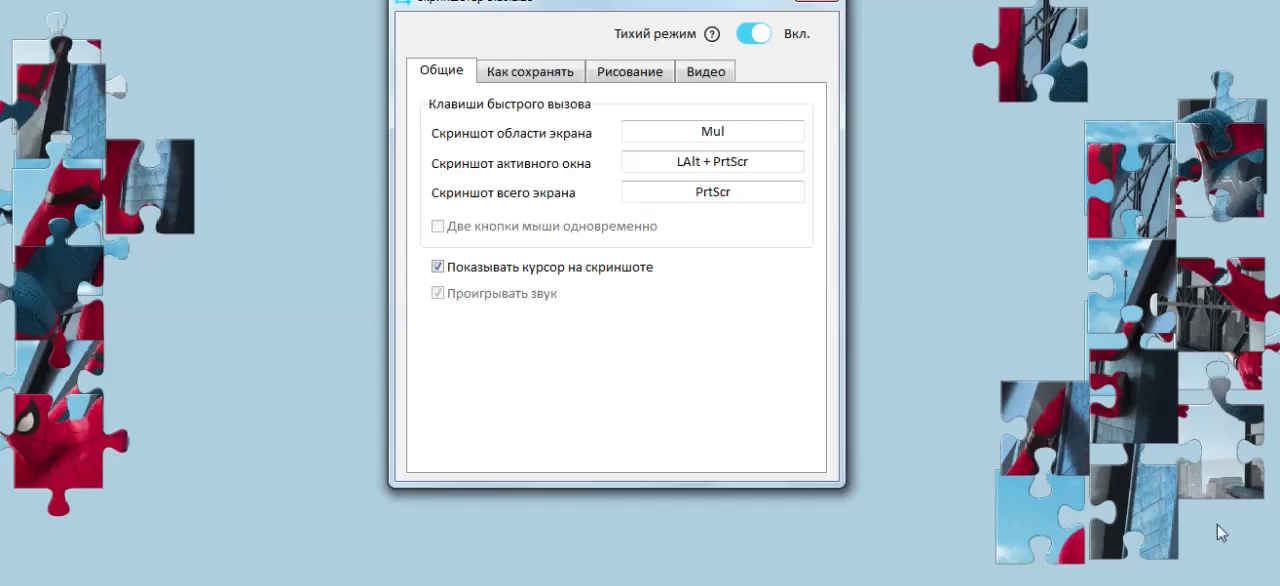 Тихий режим ? Вкл.
Общие Как сохранять Рисование Видео
Клавиши быстрого вызова
Скриншот области экрана Mul
Скриншот активного окна LAlt + PrtScr
Скриншот всего экрана PrtScr
Две кнопки мыши одновременно
Показывать курсор на скриншоте
Проигрывать звук